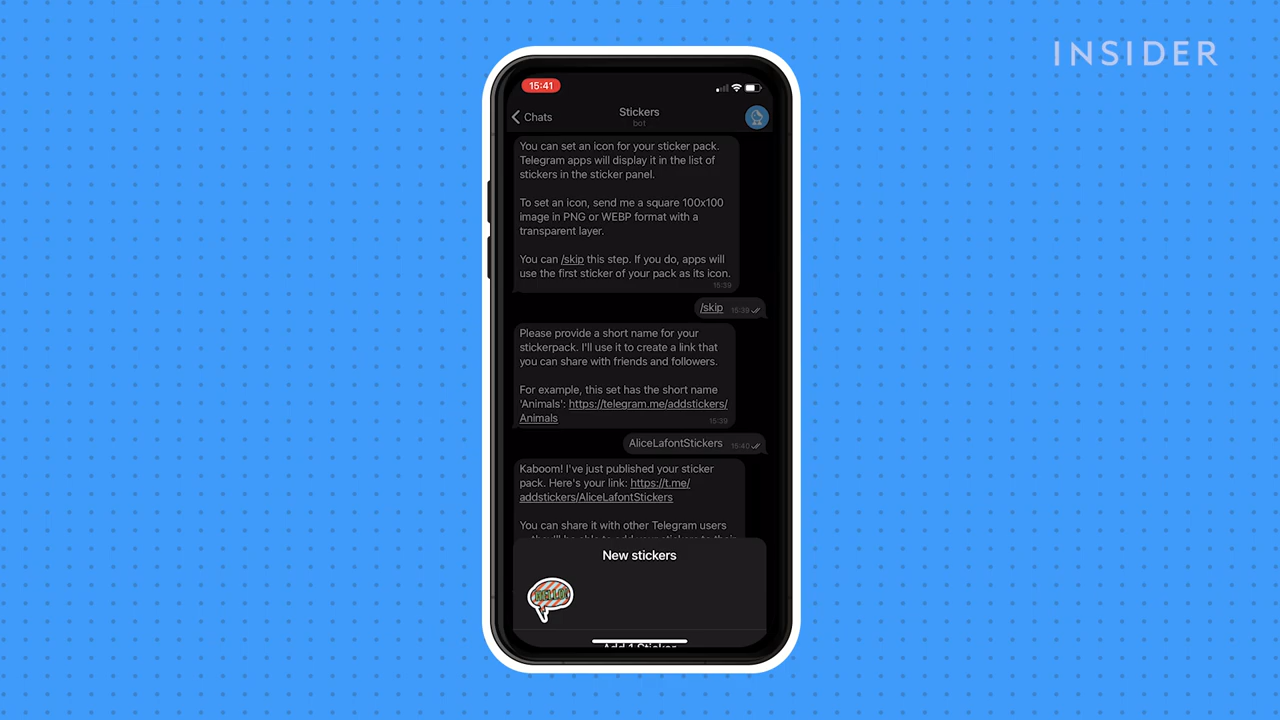 INSIDER
15:41
Chats
Stickers
bot
You can set an icon for your sticker pack.
Telegram apps will display it in the list of
stickers in the sticker panel.
To set an icon, send me a square 100x100
image in PNG or WEBP format with a
transparent layer.
You can /skip this step. If you do, apps will
use the first sticker of your pack as its icon.
15:39
/skip 15:39
Please provide a short name for your
stickerpack. I'll use it to create a link that
you can share with friends and followers.
For example, this set has the short name
'Animals': https://telegram.me/addstickers/
Animals
15:39
AliceLafontStickers 15:40
Kaboom! I've just published your sticker
pack. Here's your link: https://t.me/
addstickers/AliceLafontStickers
You can share it with other Telegram users
New stickers
HELLO!
Add 1 Sticker